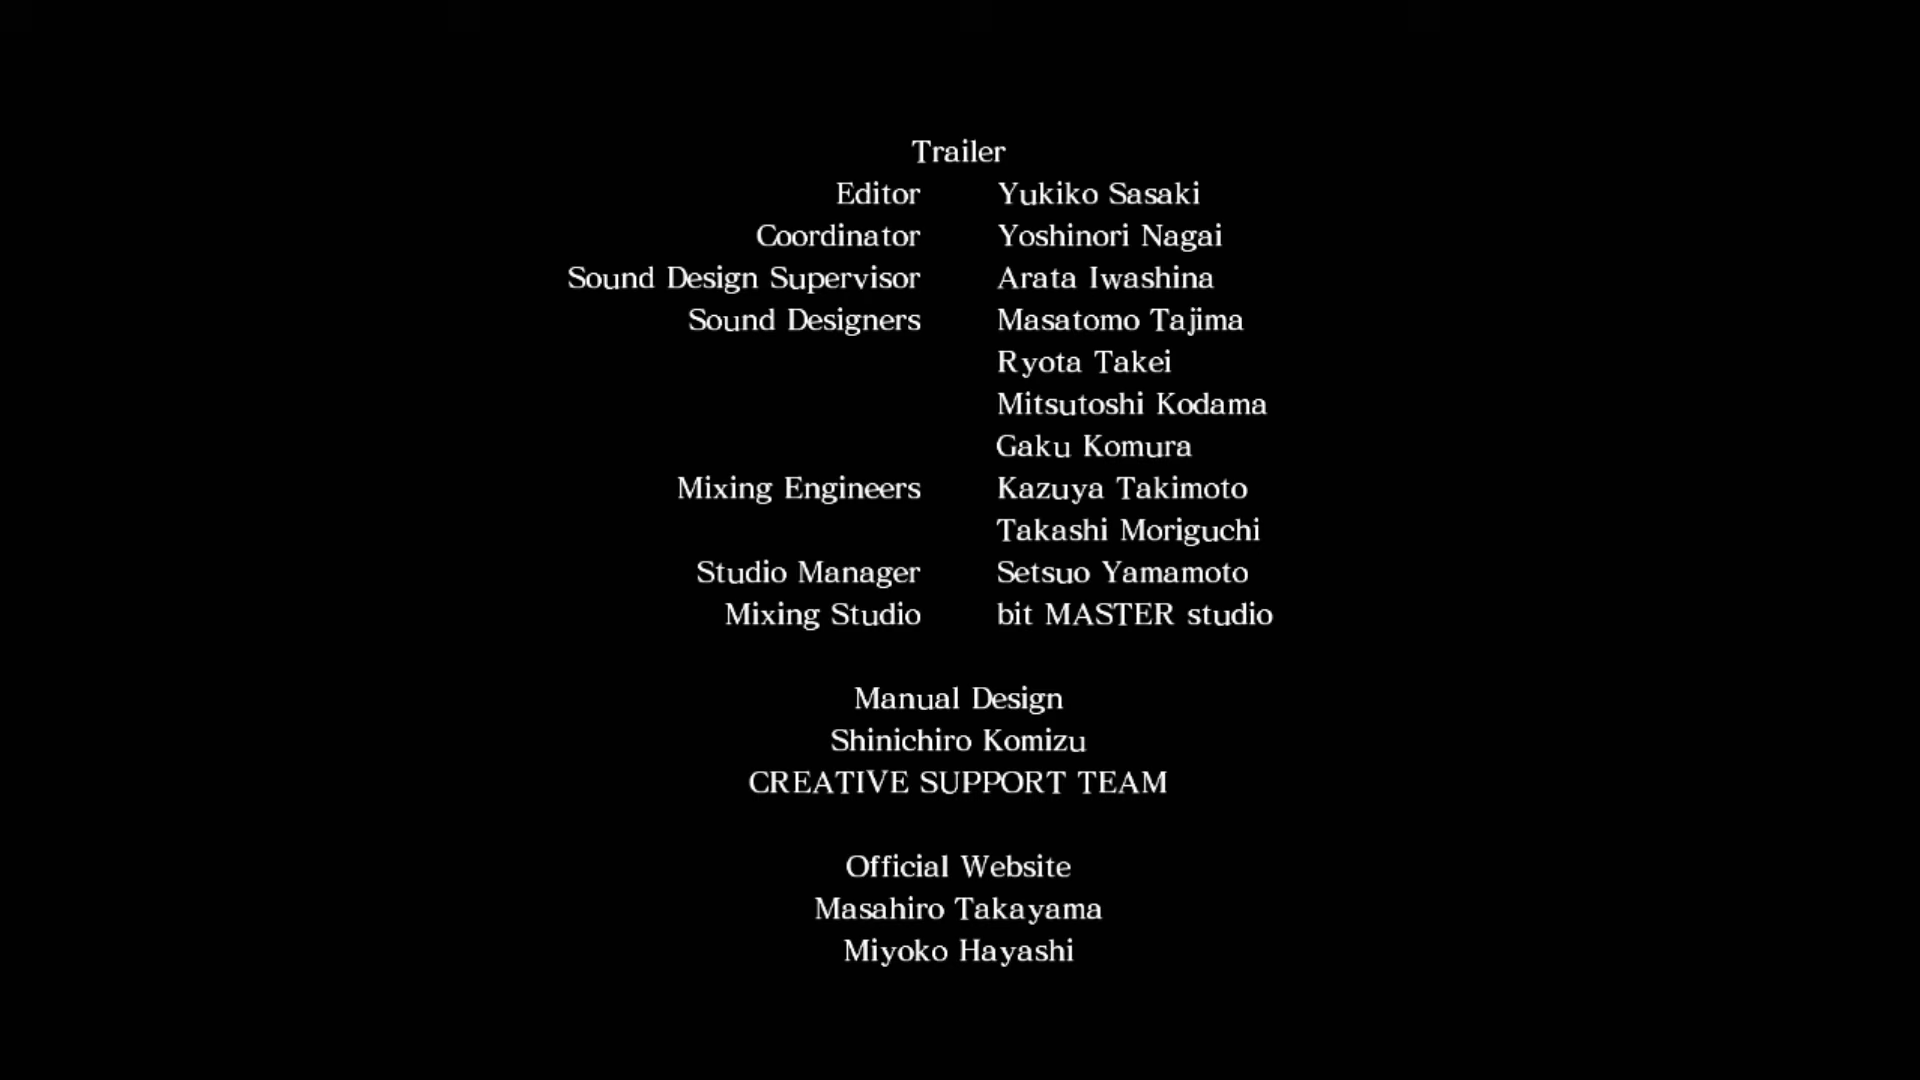 Trailer
Editor Yukiko Sasaki
Coordinator Yoshinori Nagai
Sound Design Supervisor Arata Iwashina
Sound Designers Masatomo Tajima
Ryota Takei
Mitsutoshi Kodama
Gaku Komura
Mixing Engineers Kazuya Takimoto
Takashi Moriguchi
Studio Manager Setsuo Yamamoto
Mixing Studio bit MASTER studio
Manual Design
Shinichiro Komizu
CREATIVE SUPPORT TEAM
Official Website
Masahiro Takayama
Miyoko Hayashi